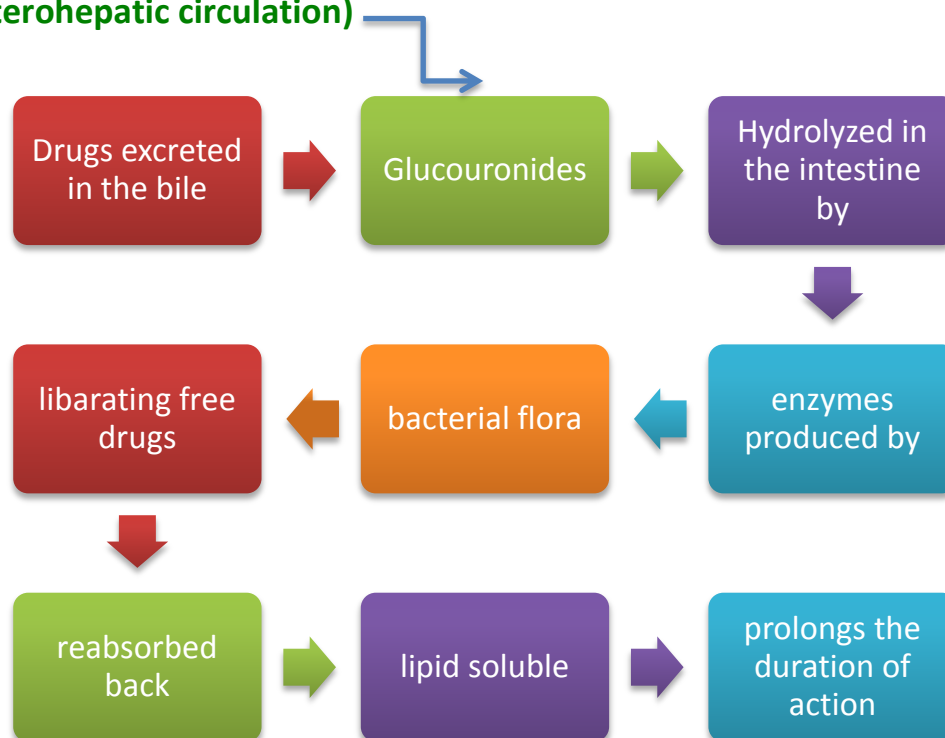 terohepatic circulation)
Drugs excreted
in the bile
Glucouronides
Hydrolyzed in
the intestine
by
enzymes
produced by
bacterial flora
libarating free
drugs
reabsorbed
back
lipid soluble
prolongs the
duration of
action